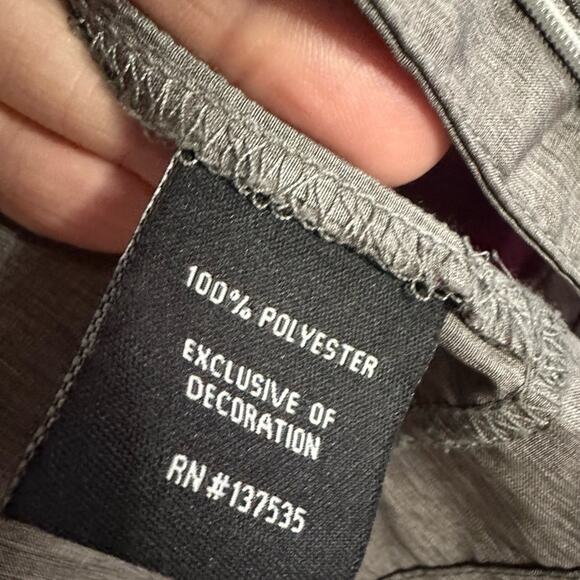 100% POLYESTER
EXCLUSIVE OF
DECORATION
RN #137535